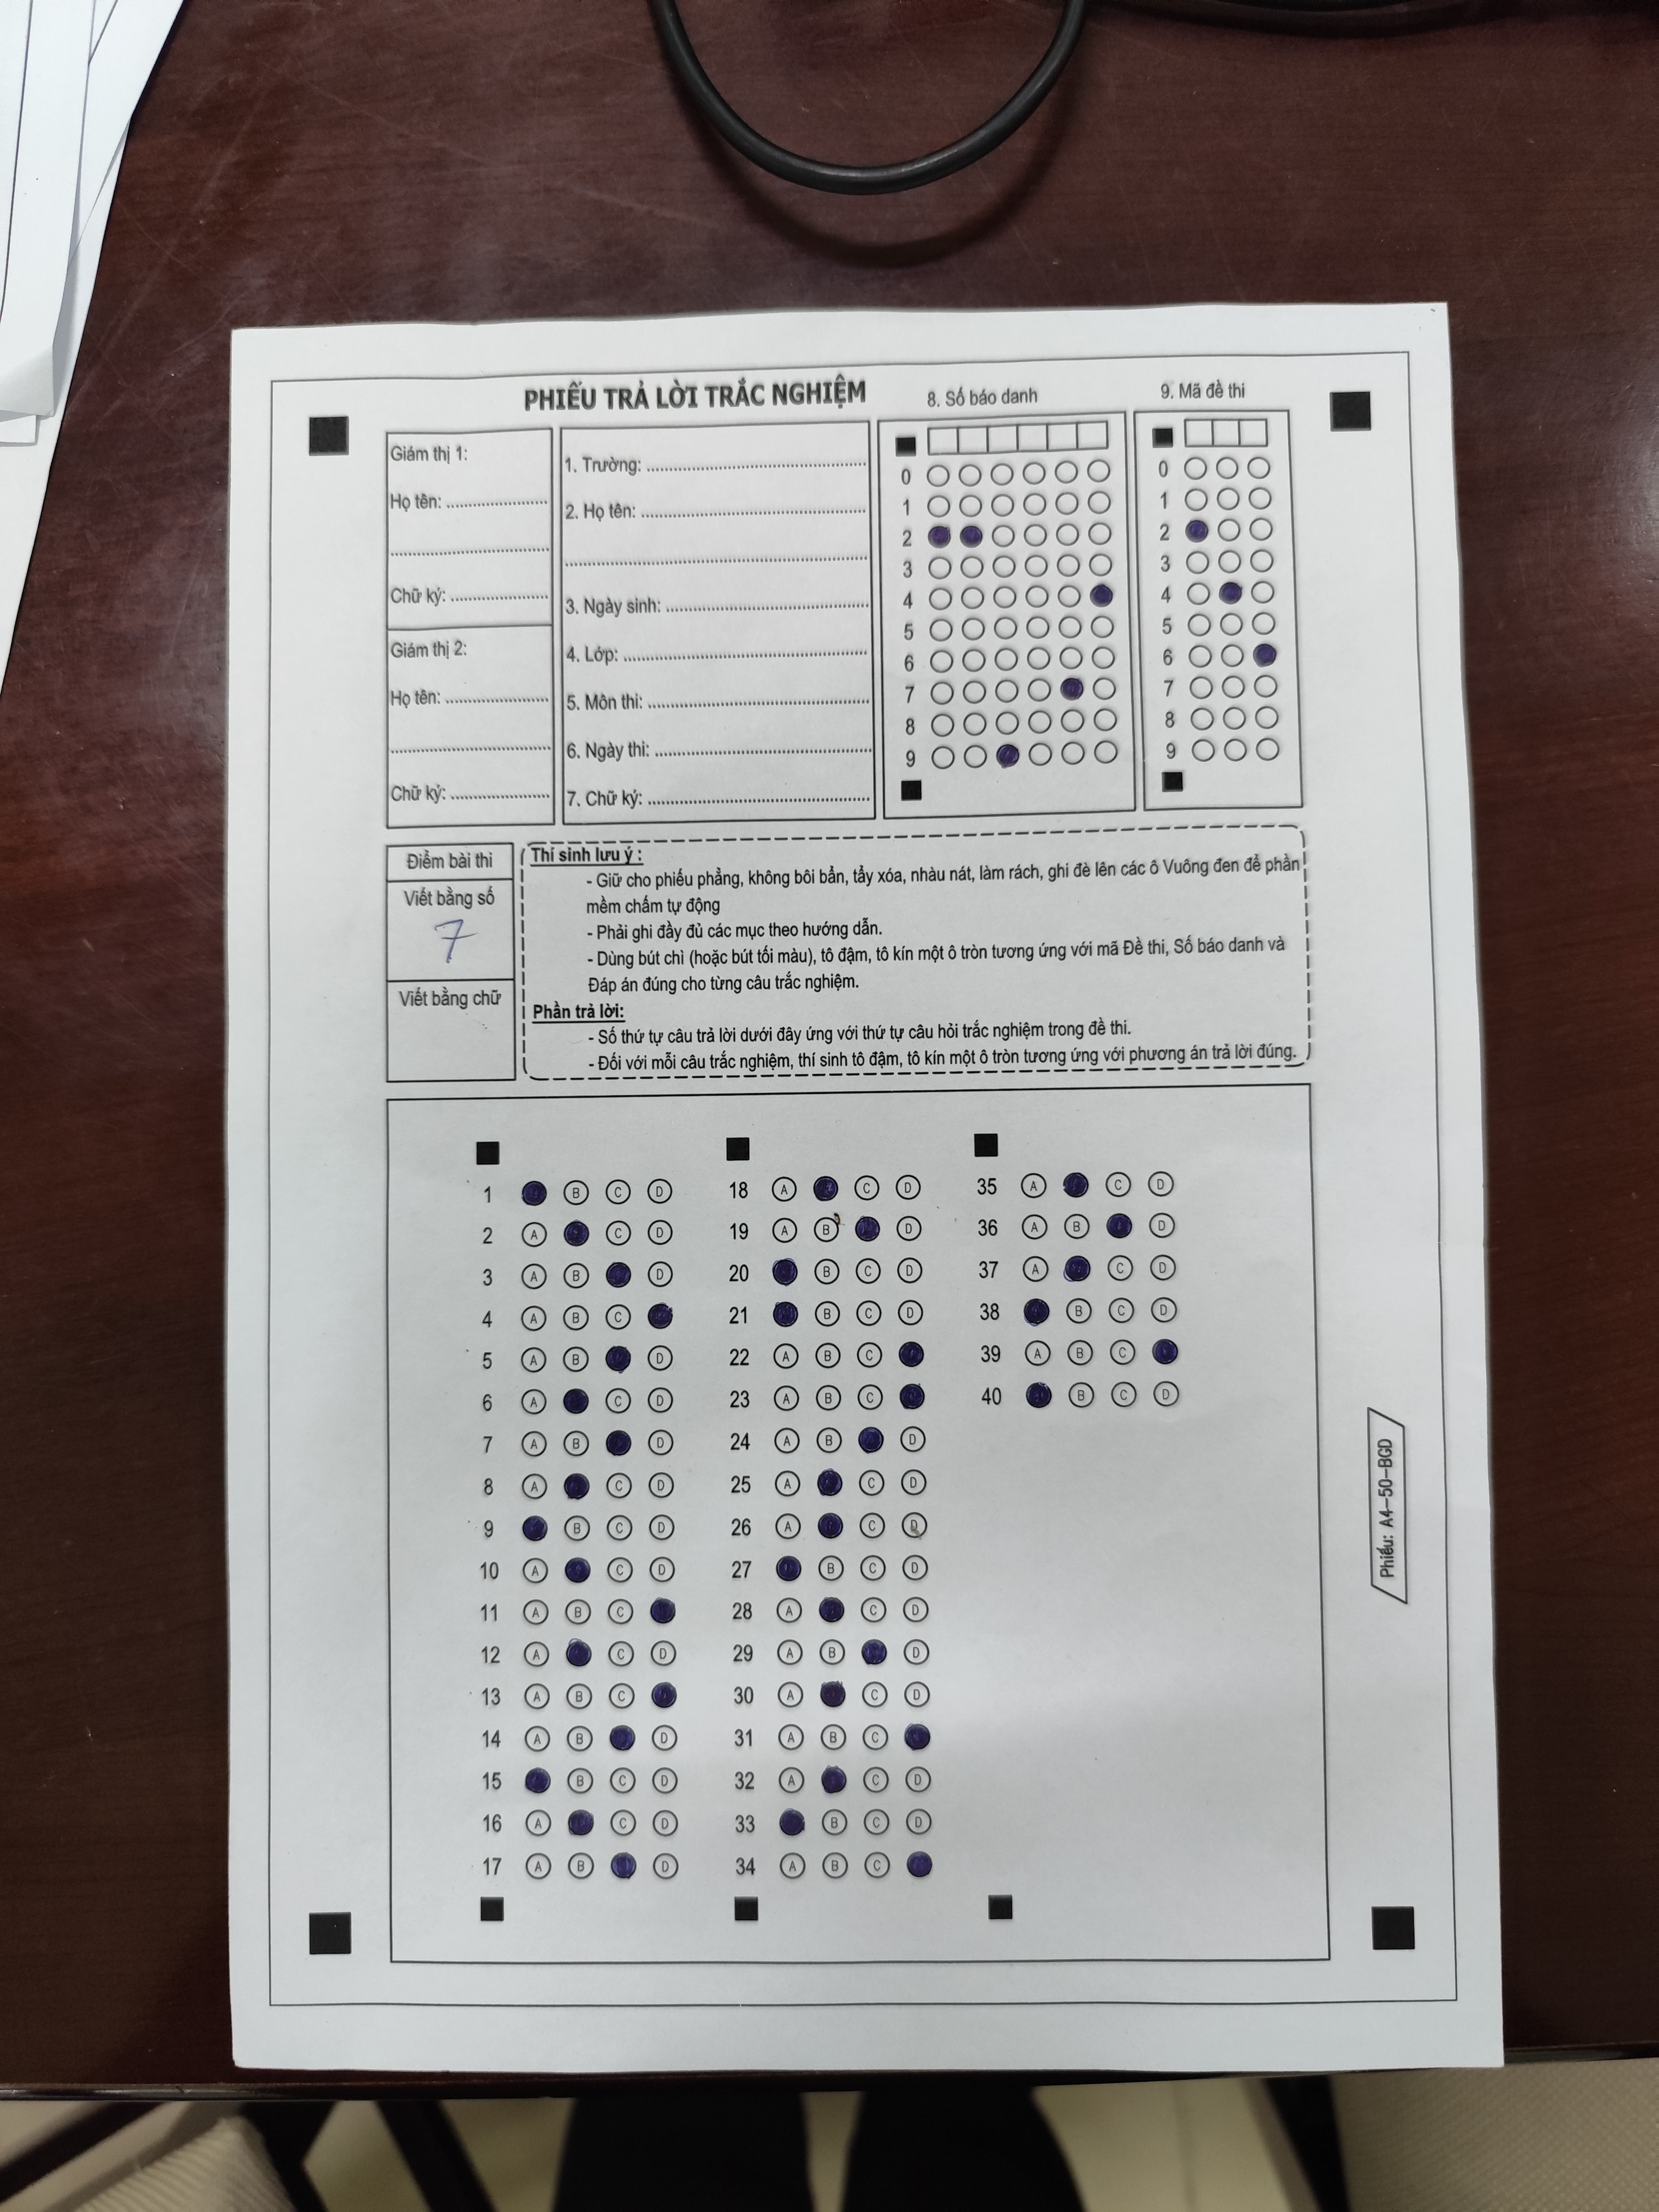 PHIẾU TRẢ LỜI TRẮC NGHIỆM
8. Số báo danh
9. Mã đề thi
Giám thị 1:
Họ tên:
Chữ ký:
Giám thị 2:
Họ tên:
Chữ ký:
1. Trường:
2. Họ tên:
3. Ngày sinh:
4. Lớp:
5. Môn thi:
6. Ngày thi:
7. Chữ ký:
0
1
2
3
4
5
6
7
8
9
0
1
2
3
4
5
6
7
8
9
Điểm bài thi
Viết bằng số
7
Viết bằng chữ
Thí sinh lưu ý :
- Giữ cho phiếu phẳng, không bôi bẩn, tẩy xóa, nhàu nát, làm rách, ghi đè lên các ô Vuông đen để phần
mềm chấm tự động
- Phải ghi đầy đủ các mục theo hướng dẫn.
- Dùng bút chì (hoặc bút tối màu), tô đậm, tô kín một ô tròn tương ứng với mã Đề thi, Số báo danh và
Đáp án đúng cho từng câu trắc nghiệm.
Phần trả lời:
- Số thứ tự câu trả lời dưới đây ứng với thứ tự câu hỏi trắc nghiệm trong đề thi.
- Đối với mỗi câu trắc nghiệm, thí sinh tô đậm, tô kín một ô tròn tương ứng với phương án trả lời đúng.
1 B C D
2 A C D
3 A B D
4 A B C
5 A B D
6 A C D
7 A B D
8 A C D
9 B C D
10 A C D
11 A B C
12 A C D
13 A B C
14 A B D
15 B C D
16 A C D
17 A B D
18 A C D
19 A B D
20 B C D
21 B C D
22 A B C
23 A B C
24 A B D
25 A C D
26 A C D
27 B C D
28 A C D
29 A B D
30 A C D
31 A B C
32 A C D
33 B C D
34 A B C
35 A C D
36 A B D
37 A C D
38 B C D
39 A B C
40 B C D
Phiếu: A4-50-BGD